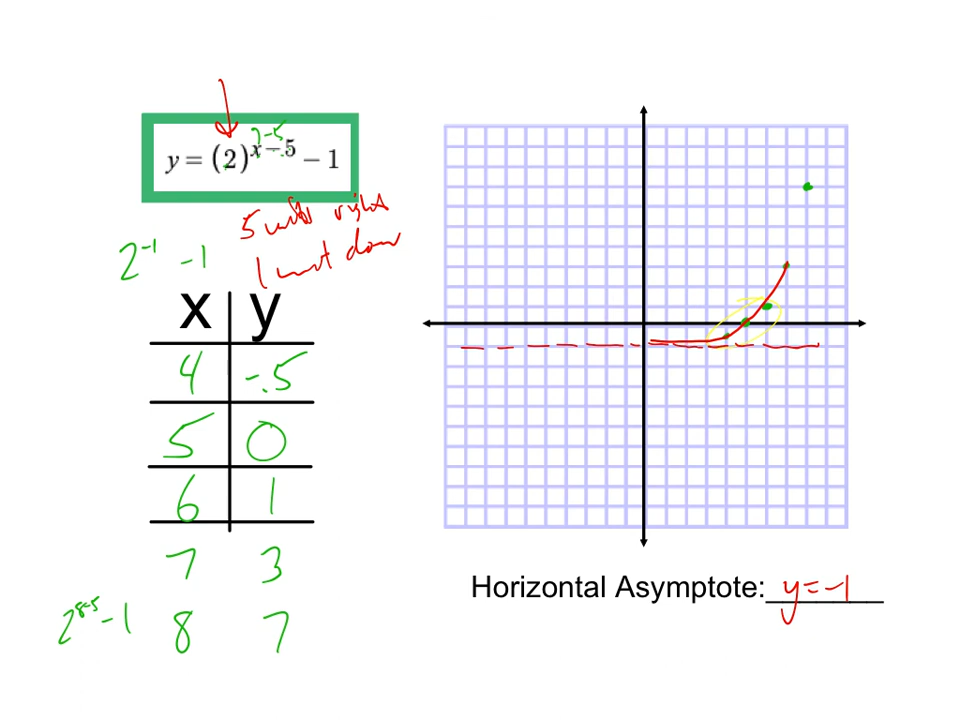 7-5
y = (2)^{x-5} - 1
5 units right
1 unit down
2^{-1} - 1
x y
4 -.5
5 0
6 1
7 3
2^{8-5} - 1 8 7
Horizontal Asymptote: y = -1